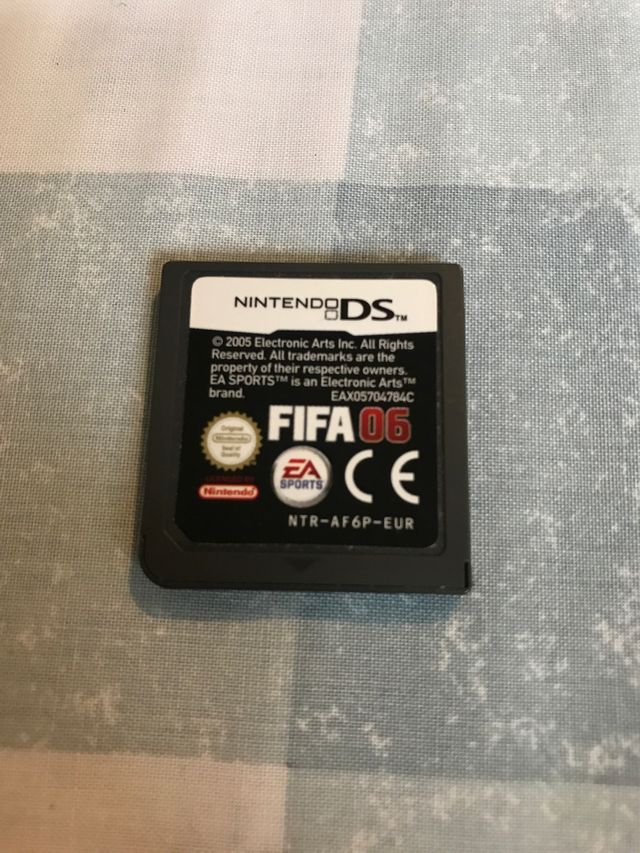 NINTENDO DS™
© 2005 Electronic Arts Inc. All Rights
Reserved. All trademarks are the
property of their respective owners.
EA SPORTS™ is an Electronic Arts™
brand. EAX05704784C
FIFA 06
Original
Nintendo
Seal of
Quality
LICENSED BY
Nintendo
EA
SPORTS
CE
NTR-AF6P-EUR